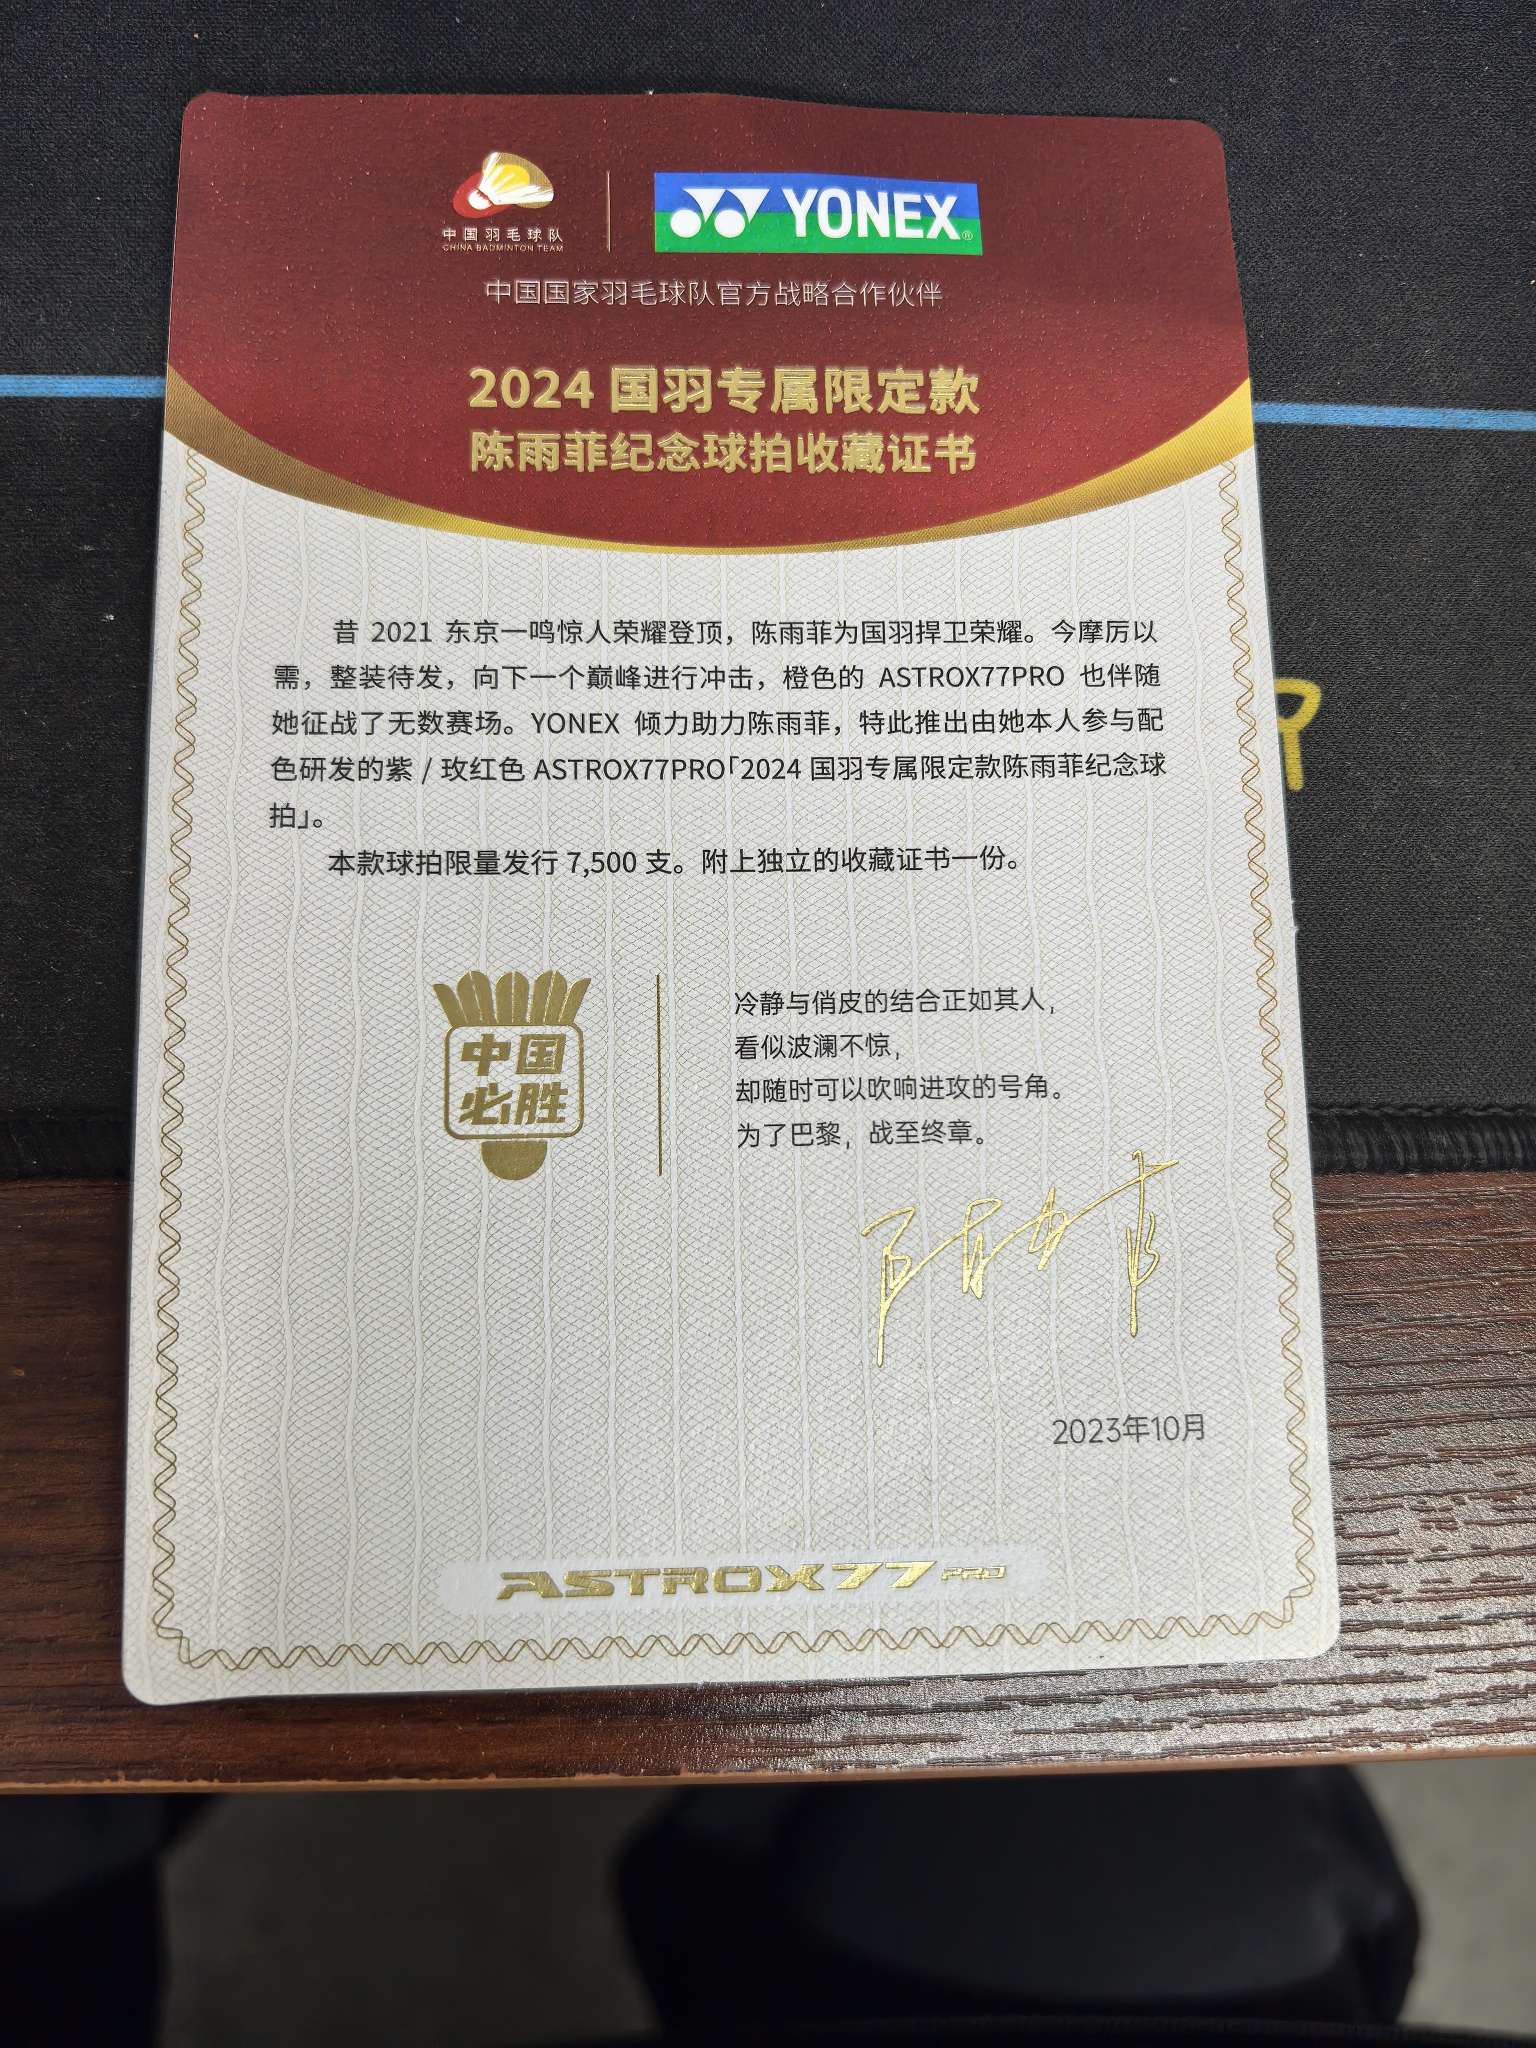 中国羽毛球队
CHINA BADMINTON TEAM
YONEX®
中国国家羽毛球队官方战略合作伙伴
2024 国羽专属限定款
陈雨菲纪念球拍收藏证书
昔 2021 东京一鸣惊人荣耀登顶，陈雨菲为国羽捍卫荣耀。今摩厉以
需，整装待发，向下一个巅峰进行冲击，橙色的 ASTROX77PRO 也伴随
她征战了无数赛场。YONEX 倾力助力陈雨菲，特此推出由她本人参与配
色研发的紫 / 玫红色 ASTROX77PRO「2024 国羽专属限定款陈雨菲纪念球
拍」。
本款球拍限量发行 7,500 支。附上独立的收藏证书一份。
中国
必胜
冷静与俏皮的结合正如其人，
看似波澜不惊，
却随时可以吹响进攻的号角。
为了巴黎，战至终章。
陈雨菲
2023年10月
ASTROX77PRO